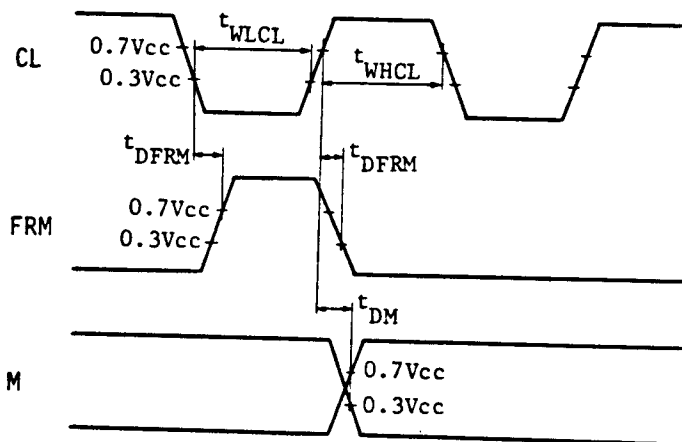 tWLCL
CL
0.7Vcc
0.3Vcc
tWHCL
tDFRM
tDFRM
FRM
0.7Vcc
0.3Vcc
tDM
M
0.7Vcc
0.3Vcc